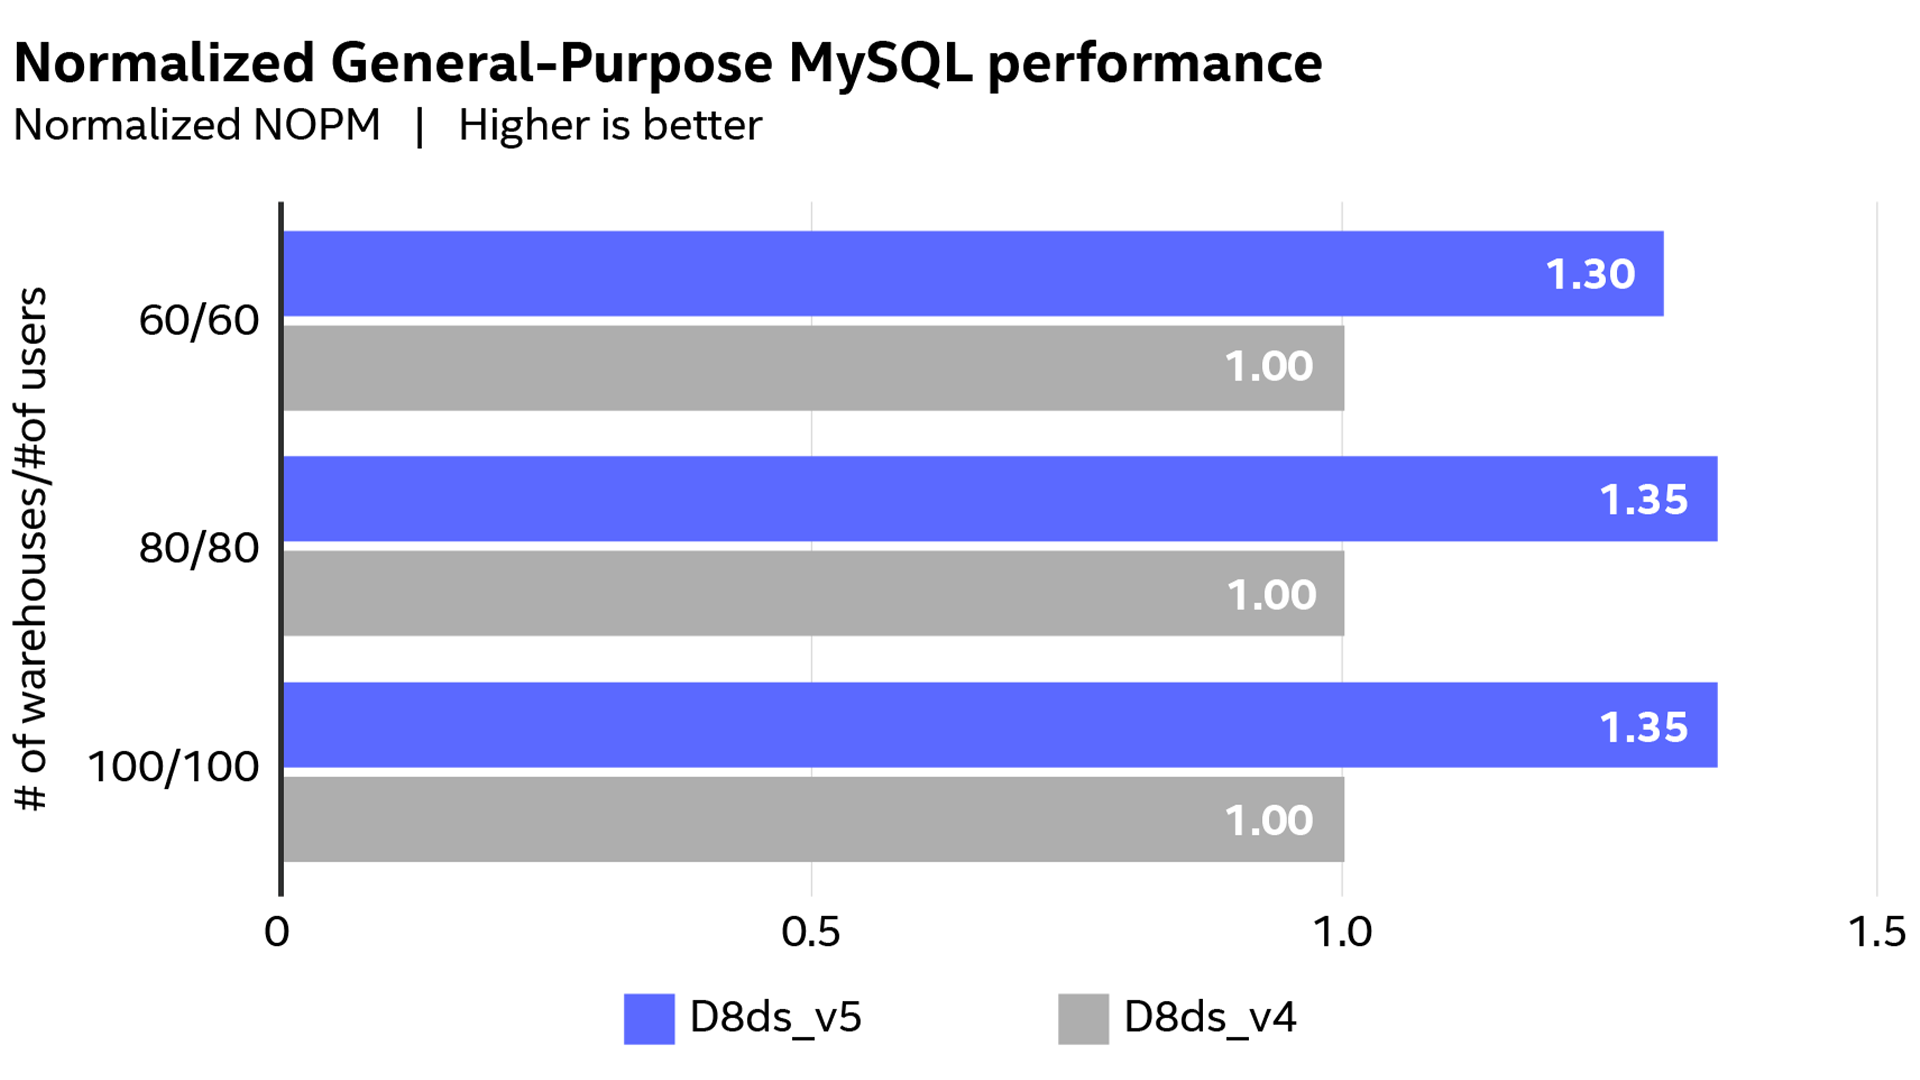 Normalized General-Purpose MySQL performance
Normalized NOPM | Higher is better
# of warehouses/#of users
60/60
1.30
1.00
80/80
1.35
1.00
100/100
1.35
1.00
0 0.5 1.0 1.5
D8ds_v5 D8ds_v4